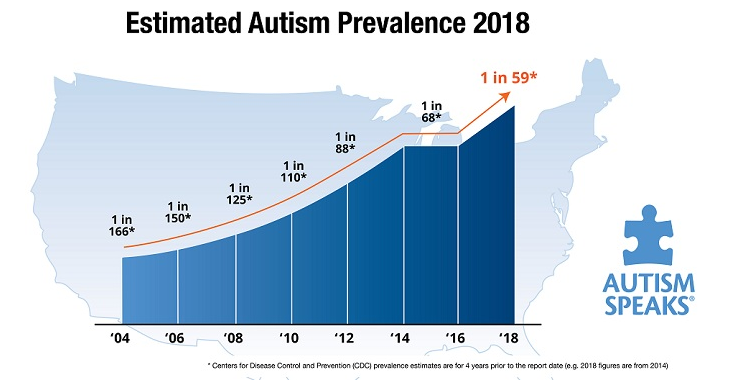 Estimated Autism Prevalence 2018
1 in 59*
1 in
68*
1 in
88*
1 in
110*
1 in
125*
1 in
150*
1 in
166*
AUTISM
SPEAKS®
'04 '06 '08 '10 '12 '14 '16 '18
* Centers for Disease Control and Prevention (CDC) prevalence estimates are for 4 years prior to the report date (e.g. 2018 figures are from 2014)